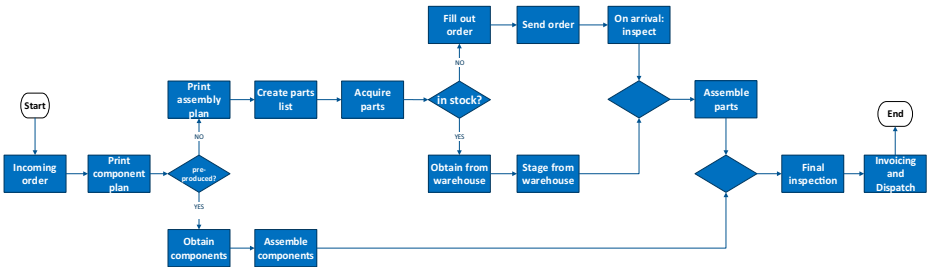 Start
Incoming
order
Print
component
plan
pre-
produced?
NO
YES
Print
assembly
plan
Create parts
list
Acquire
parts
in stock?
NO
YES
Fill out
order
Send order
On arrival:
inspect
Obtain from
warehouse
Stage from
warehouse
Assemble
parts
Obtain
components
Assemble
components
Final
inspection
Invoicing
and
Dispatch
End